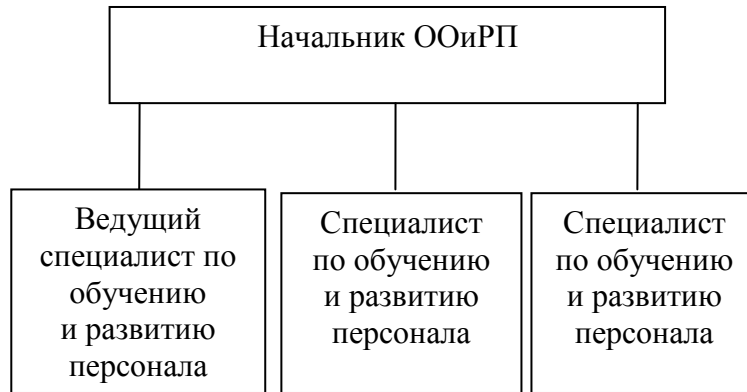 Начальник ООиРП
Ведущий
специалист по
обучению
и развитию
персонала
Специалист
по обучению
и развитию
персонала
Специалист
по обучению
и развитию
персонала